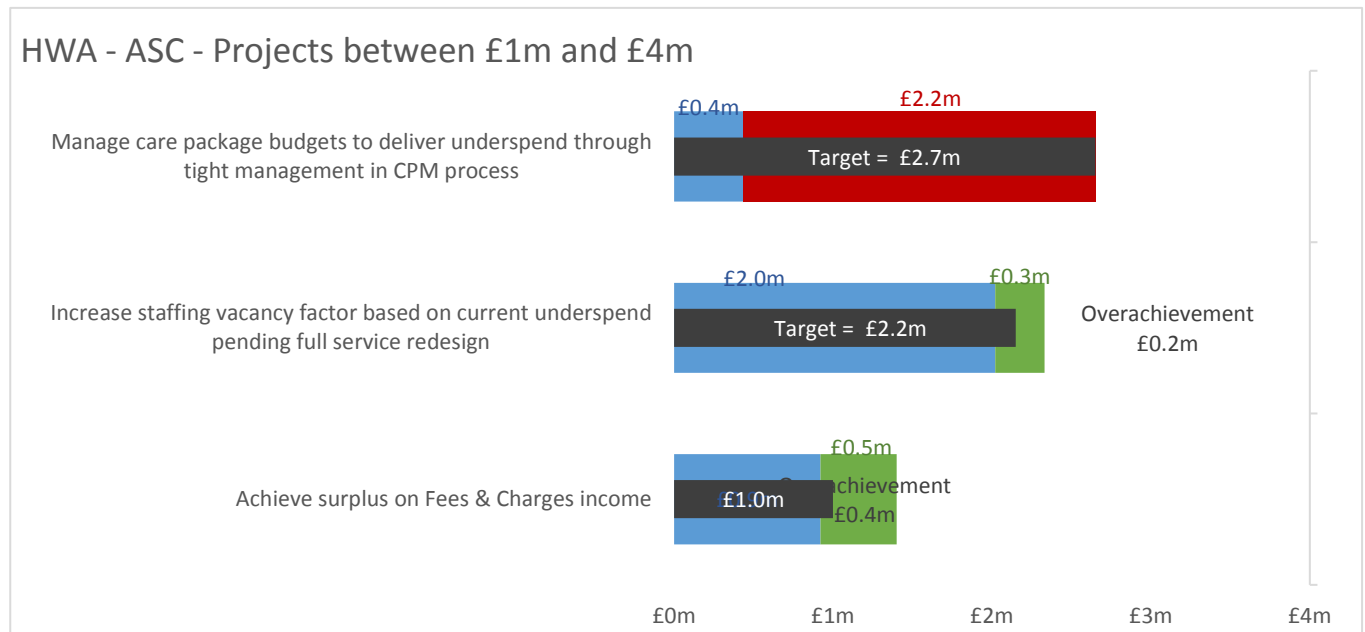 HWA - ASC - Projects between £1m and £4m
£0.4m
£2.2m
Manage care package budgets to deliver underspend through
tight management in CPM process
Target = £2.7m
£2.0m
£0.3m
Increase staffing vacancy factor based on current underspend
pending full service redesign
Target = £2.2m
Overachievement
£0.2m
£0.5m
Achieve surplus on Fees & Charges income
£1.0m
Overachievement
£0.4m
£0m £1m £2m £3m £4m